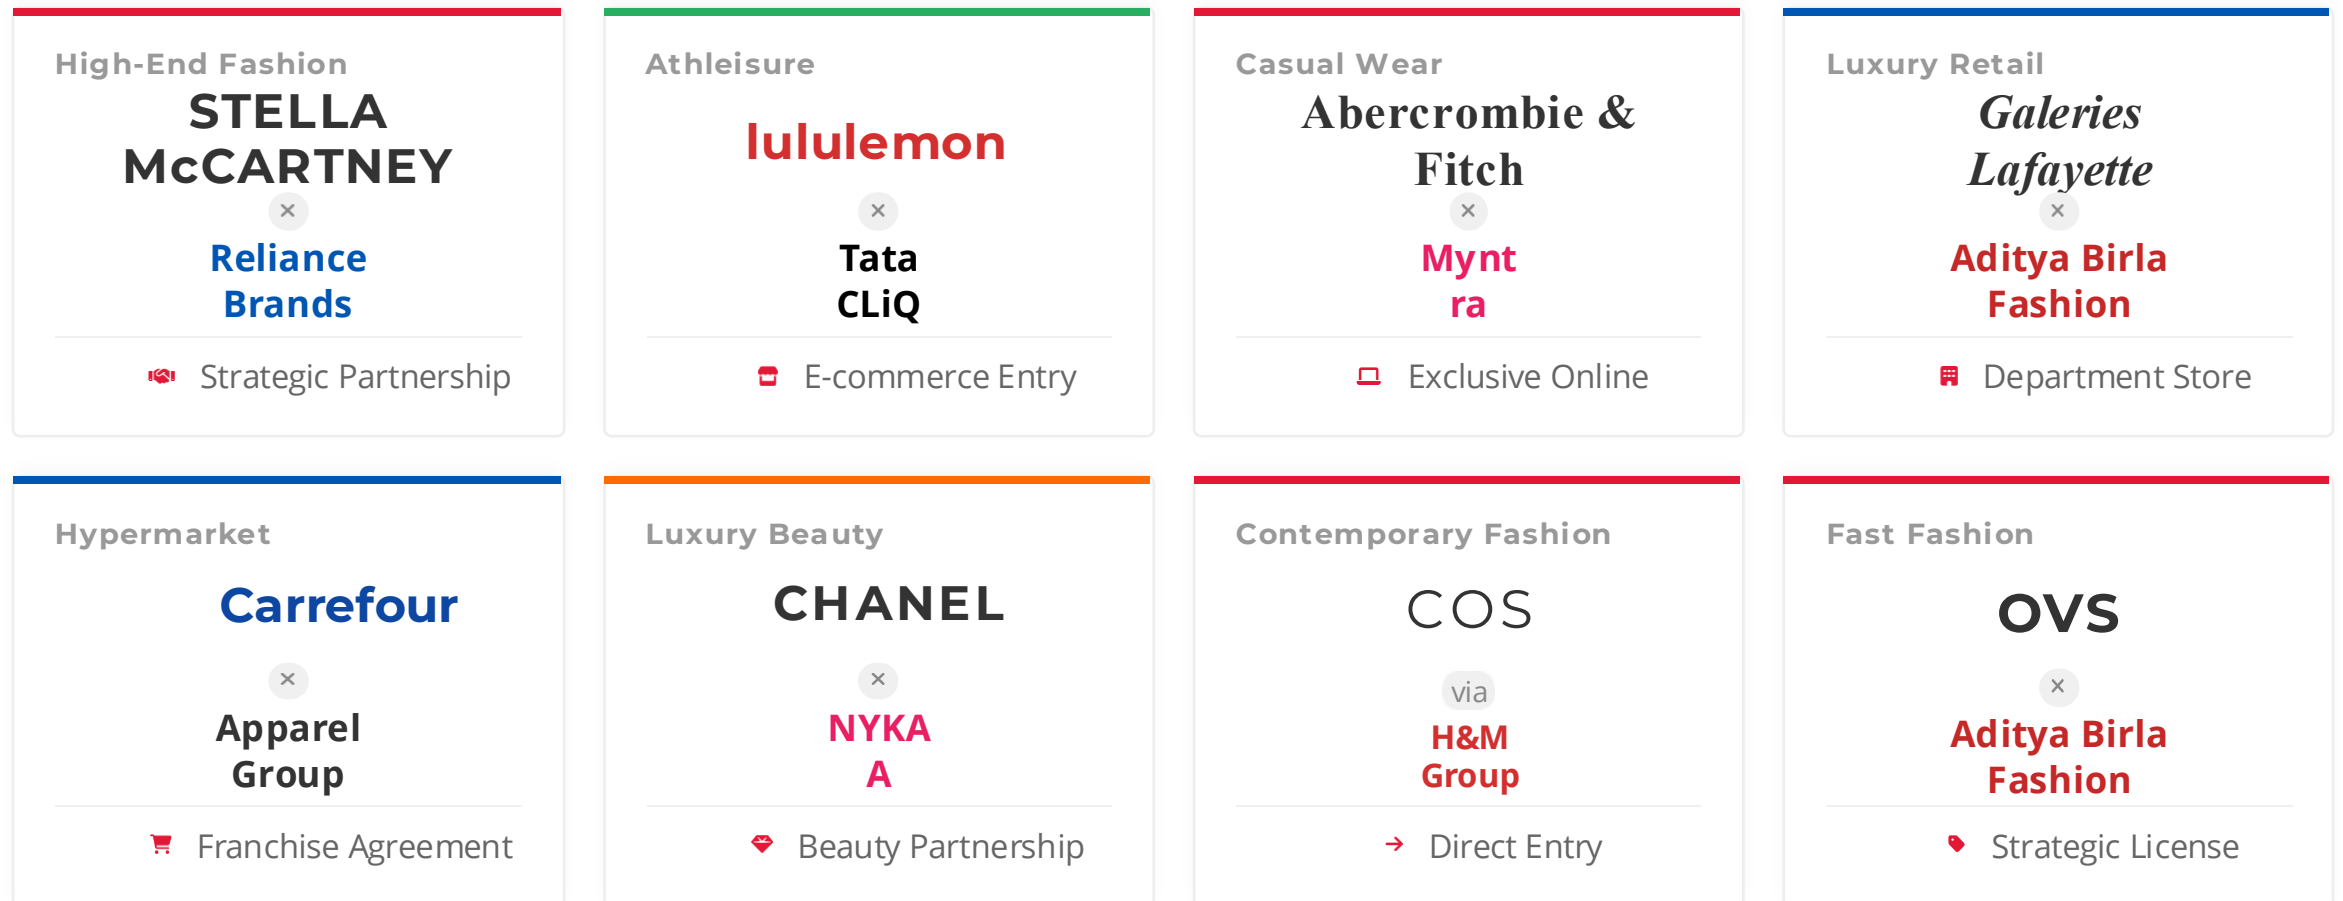 High-End Fashion
STELLA
McCARTNEY
×
Reliance
Brands
Strategic Partnership
Athleisure
lululemon
×
Tata
CLiQ
E-commerce Entry
Casual Wear
Abercrombie &
Fitch
×
Mynt
ra
Exclusive Online
Luxury Retail
Galeries
Lafayette
×
Aditya Birla
Fashion
Department Store
Hypermarket
Carrefour
×
Apparel
Group
Franchise Agreement
Luxury Beauty
CHANEL
×
NYKA
A
Beauty Partnership
Contemporary Fashion
COS
via
H&M
Group
Direct Entry
Fast Fashion
OVS
×
Aditya Birla
Fashion
Strategic License